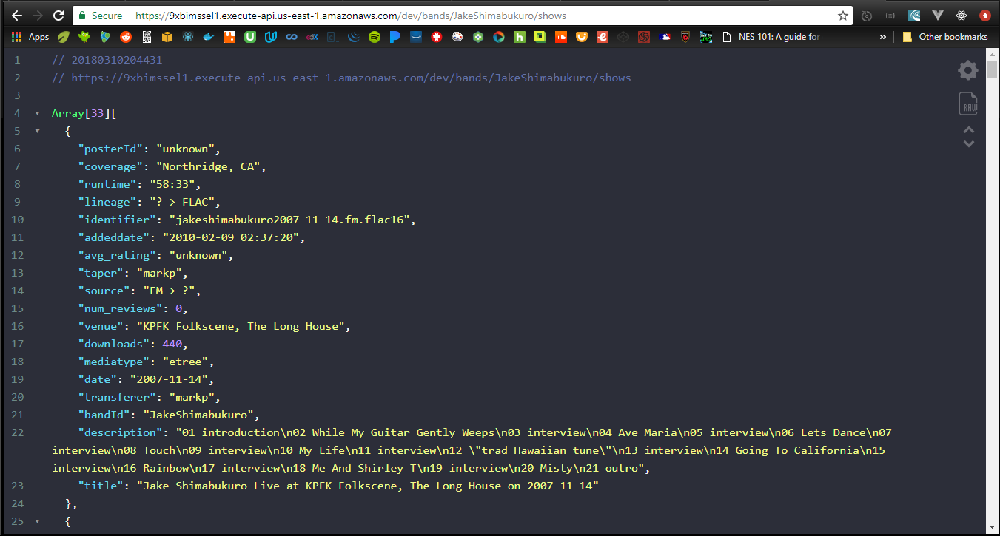 Secure https://9xbimssel1.execute-api.us-east-1.amazonaws.com/dev/bands/JakeShimabukuro/shows
Apps NES 101: A guide for » Other bookmarks
1 // 20180310204431
2 // https://9xbimssel1.execute-api.us-east-1.amazonaws.com/dev/bands/JakeShimabukuro/shows
3
4 Array[33][
5 {
6 "posterId": "unknown",
7 "coverage": "Northridge, CA",
8 "runtime": "58:33",
9 "lineage": "? > FLAC",
10 "identifier": "jakeshimabukuro2007-11-14.fm.flac16",
11 "addeddate": "2010-02-09 02:37:20",
12 "avg_rating": "unknown",
13 "taper": "markp",
14 "source": "FM > ?",
15 "num_reviews": 0,
16 "venue": "KPFK Folkscene, The Long House",
17 "downloads": 440,
18 "mediatype": "etree",
19 "date": "2007-11-14",
20 "transferer": "markp",
21 "bandId": "JakeShimabukuro",
22 "description": "01 introduction\n02 While My Guitar Gently Weeps\n03 interview\n04 Ave Maria\n05 interview\n06 Lets Dance\n07
interview\n08 Touch\n09 interview\n10 My Life\n11 interview\n12 \"trad Hawaiian tune\"\n13 interview\n14 Going To California\n15
interview\n16 Rainbow\n17 interview\n18 Me And Shirley T\n19 interview\n20 Misty\n21 outro",
23 "title": "Jake Shimabukuro Live at KPFK Folkscene, The Long House on 2007-11-14"
24 },
25 {
RAW